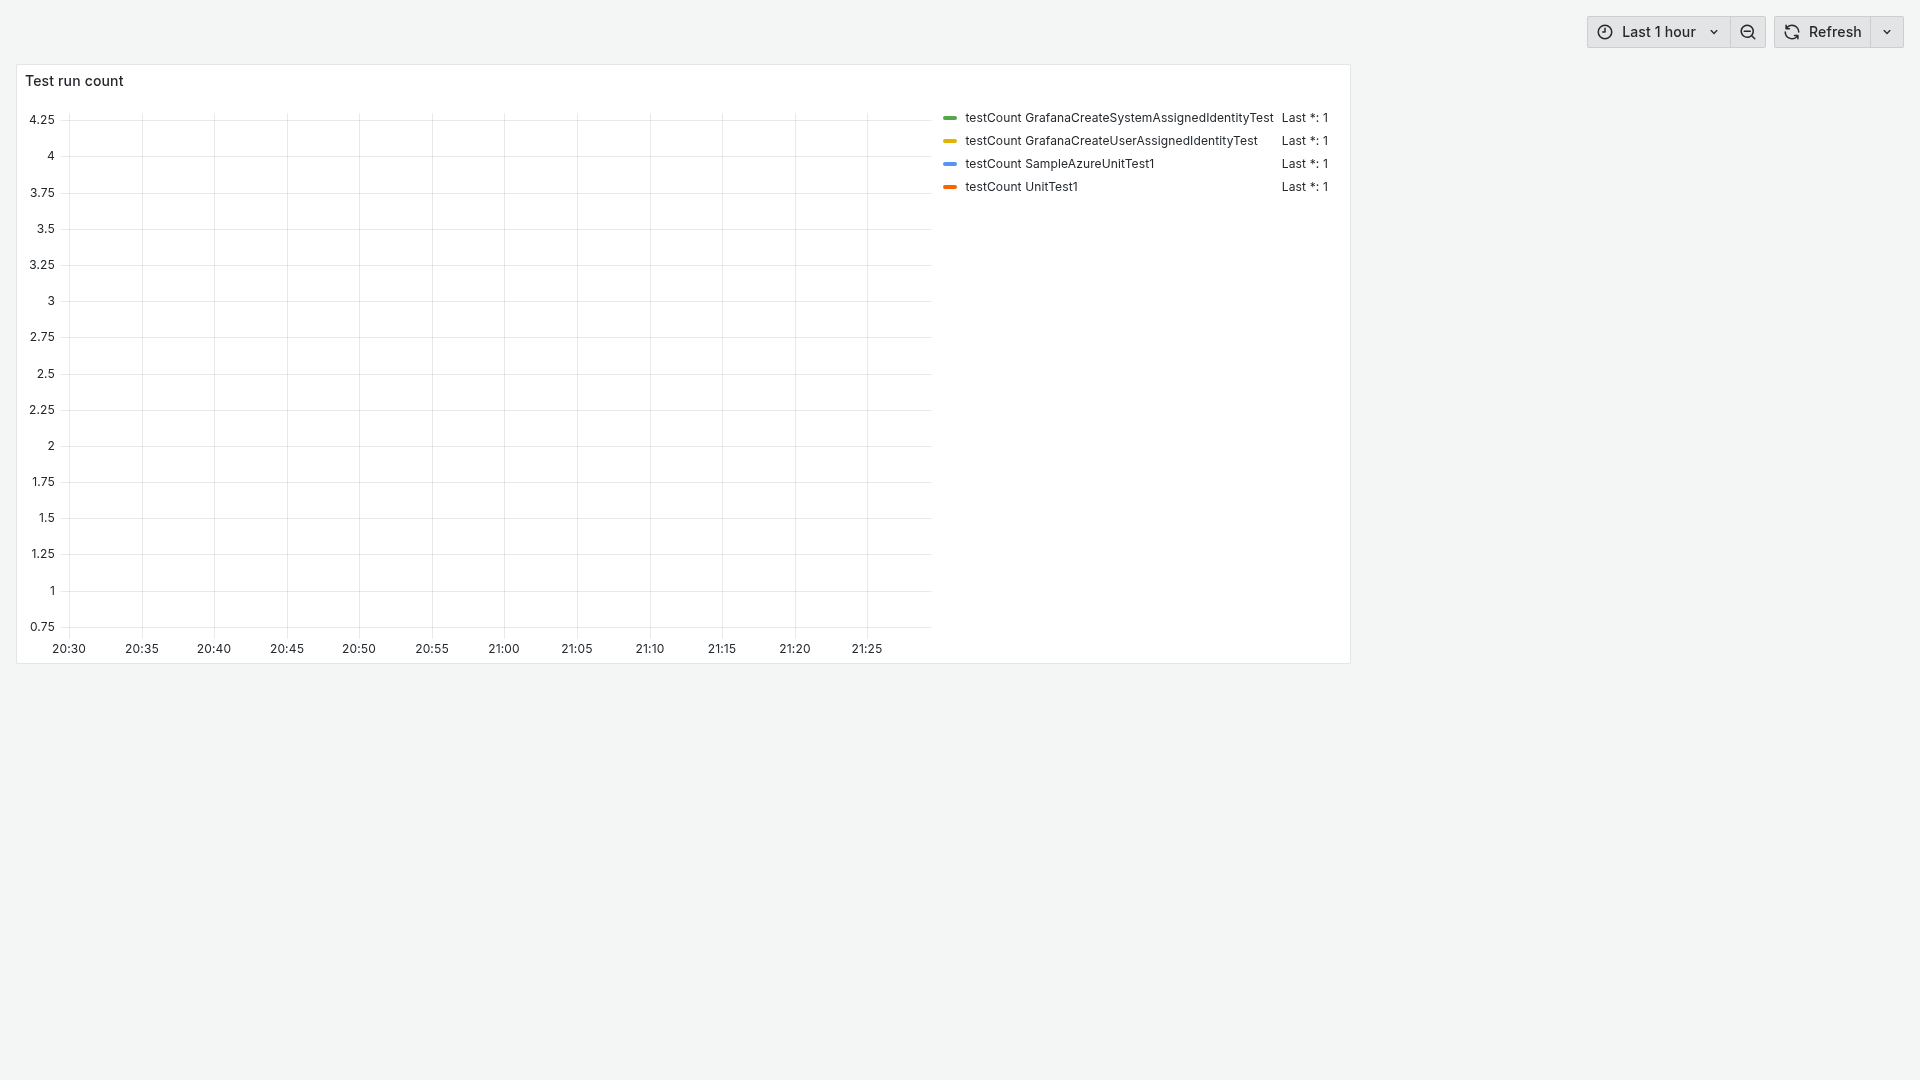 Last 1 hour
Refresh
Test run count
4.25
4
3.75
3.5
3.25
3
2.75
2.5
2.25
2
1.75
1.5
1.25
1
0.75
20:30 20:35 20:40 20:45 20:50 20:55 21:00 21:05 21:10 21:15 21:20 21:25
testCount GrafanaCreateSystemAssignedIdentityTest Last *: 1
testCount GrafanaCreateUserAssignedIdentityTest Last *: 1
testCount SampleAzureUnitTest1 Last *: 1
testCount UnitTest1 Last *: 1